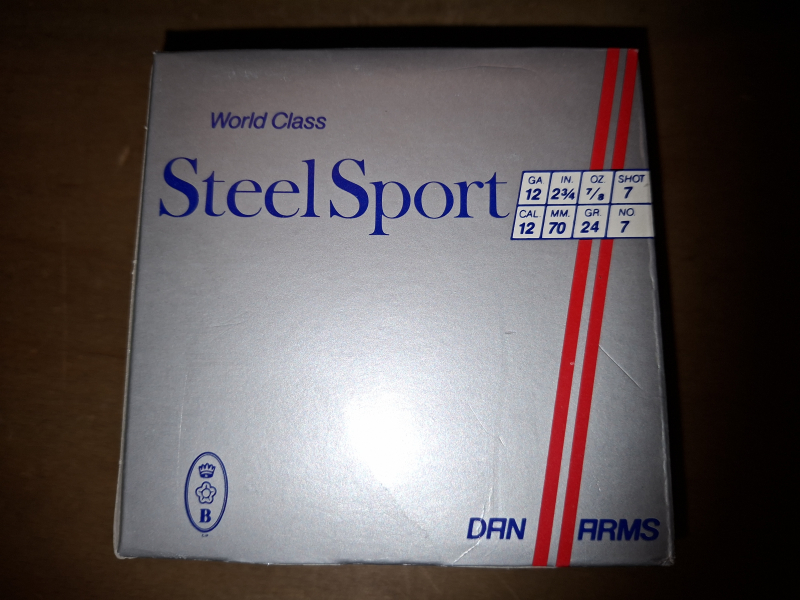 World Class
SteelSport
GA IN. OZ. SHOT
12 2¾ ⅞ 7
CAL. MM. GR. NO.
12 70 24 7
B
DAN ARMS